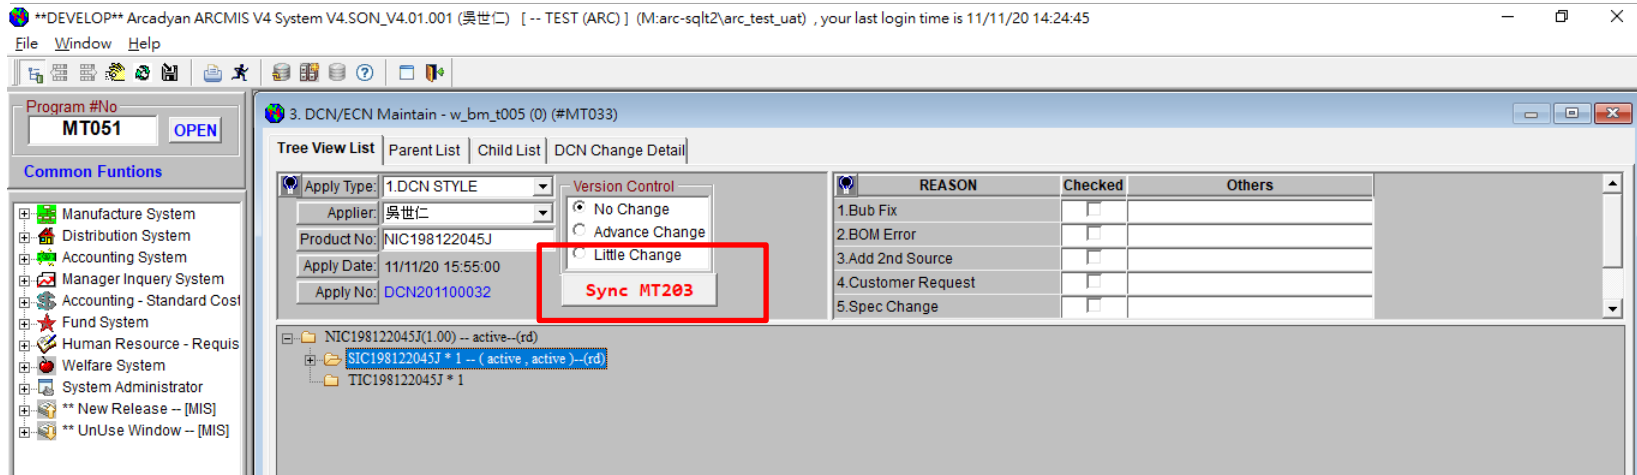 **DEVELOP** Arcadyan ARCMIS V4 System V4.SON_V4.01.001 (吳世仁) [ -- TEST (ARC) ] (M:arc-sqlt2\arc_test_uat) , your last login time is 11/11/20 14:24:45
File Window Help
Program #No
MT051 OPEN
Common Funtions
Manufacture System
Distribution System
Accounting System
Manager Inquery System
Accounting - Standard Cost
Fund System
Human Resource - Requis
Welfare System
System Administrator
** New Release -- [MIS]
** UnUse Window -- [MIS]
3. DCN/ECN Maintain - w_bm_t005 (0) (#MT033)
Tree View List Parent List Child List DCN Change Detail
Apply Type: 1.DCN STYLE
Applier: 吳世仁
Product No: NIC198122045J
Apply Date: 11/11/20 15:55:00
Apply No: DCN201100032
Version Control
No Change
Advance Change
Little Change
Sync MT203
REASON Checked Others
1.Bub Fix
2.BOM Error
3.Add 2nd Source
4.Customer Request
5.Spec Change
NIC198122045J(1.00) -- active--(rd)
SIC198122045J * 1 -- ( active , active )--(rd)
TIC198122045J * 1